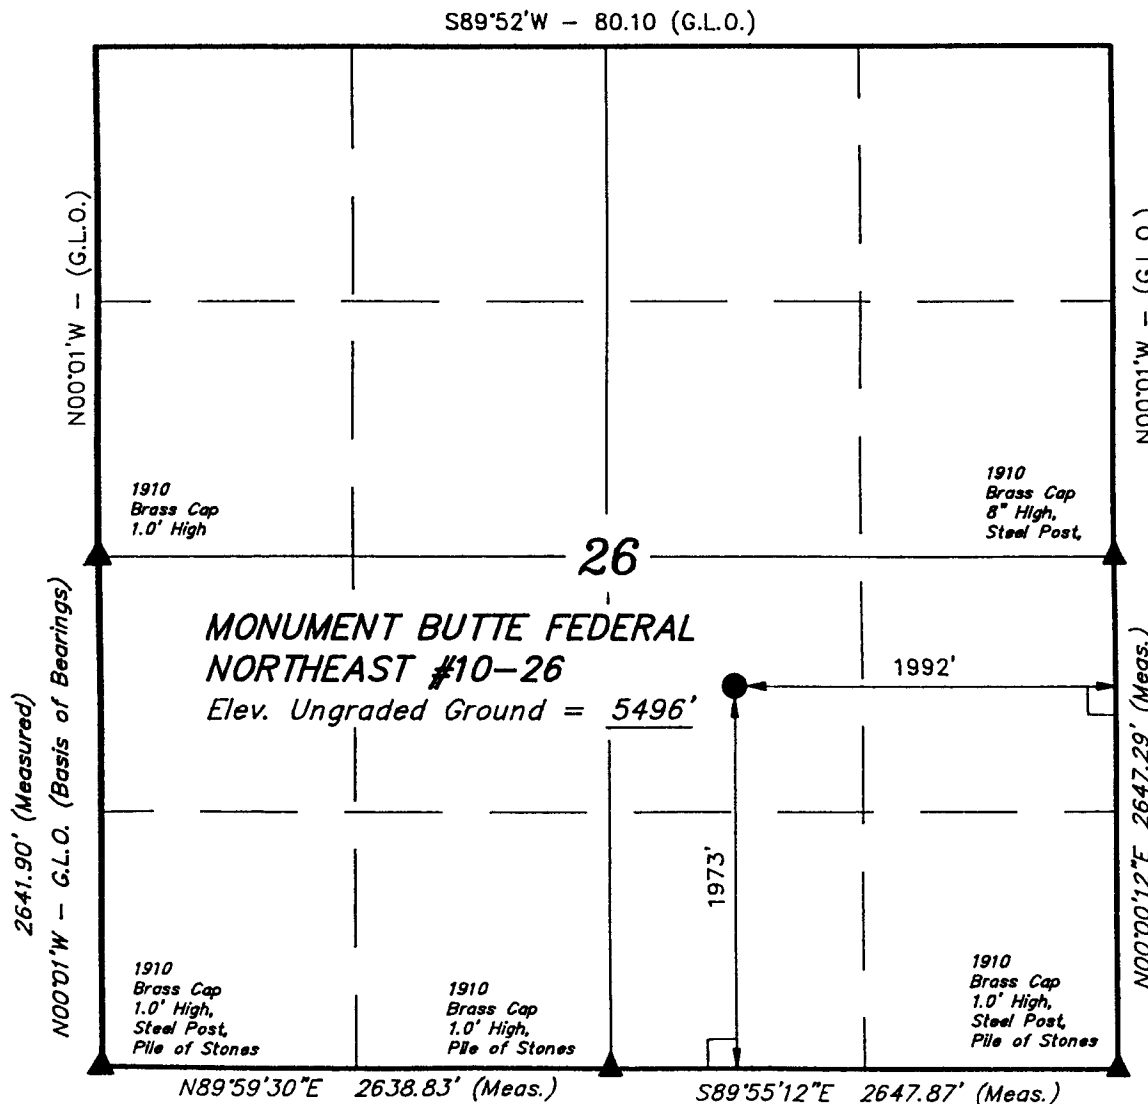 S89°52'W – 80.10 (G.L.O.)
N00°01'W – (G.L.O.)
N00°01'W – (G.L.O.)
1910
Brass Cap
1.0' High
1910
Brass Cap
8" High,
Steel Post,
26
MONUMENT BUTTE FEDERAL
NORTHEAST #10–26
Elev. Ungraded Ground = 5496'
1992'
1973'
2641.90' (Measured)
N00°01'W – G.L.O. (Basis of Bearings)
N00°00'12"E 2647.29' (Meas.)
1910
Brass Cap
1.0' High,
Steel Post,
Pile of Stones
1910
Brass Cap
1.0' High,
Pile of Stones
1910
Brass Cap
1.0' High,
Steel Post,
Pile of Stones
N89°59'30"E 2638.83' (Meas.)
S89°55'12"E 2647.87' (Meas.)